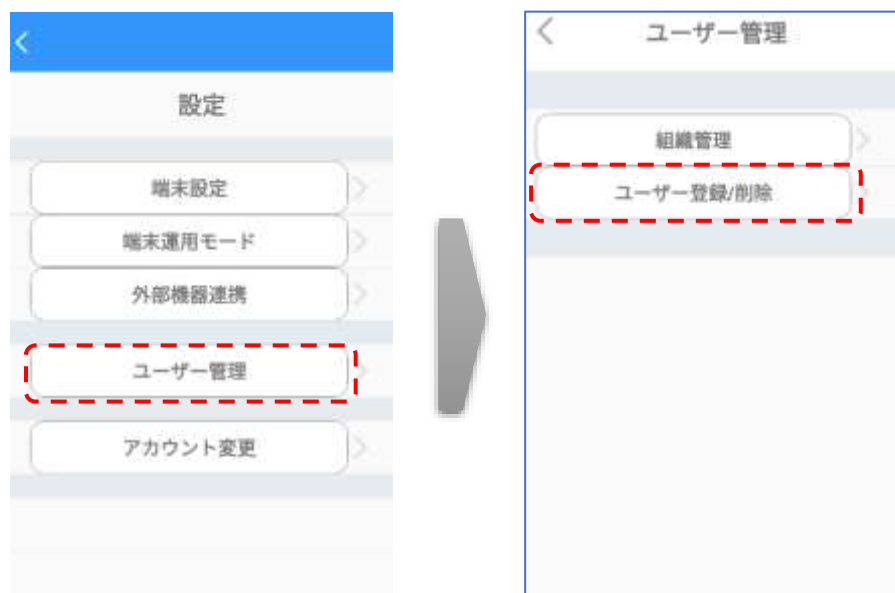 設定
端末設定
端末運用モード
外部機器連携
ユーザー管理
アカウント変更
ユーザー管理
組織管理
ユーザー登録/削除